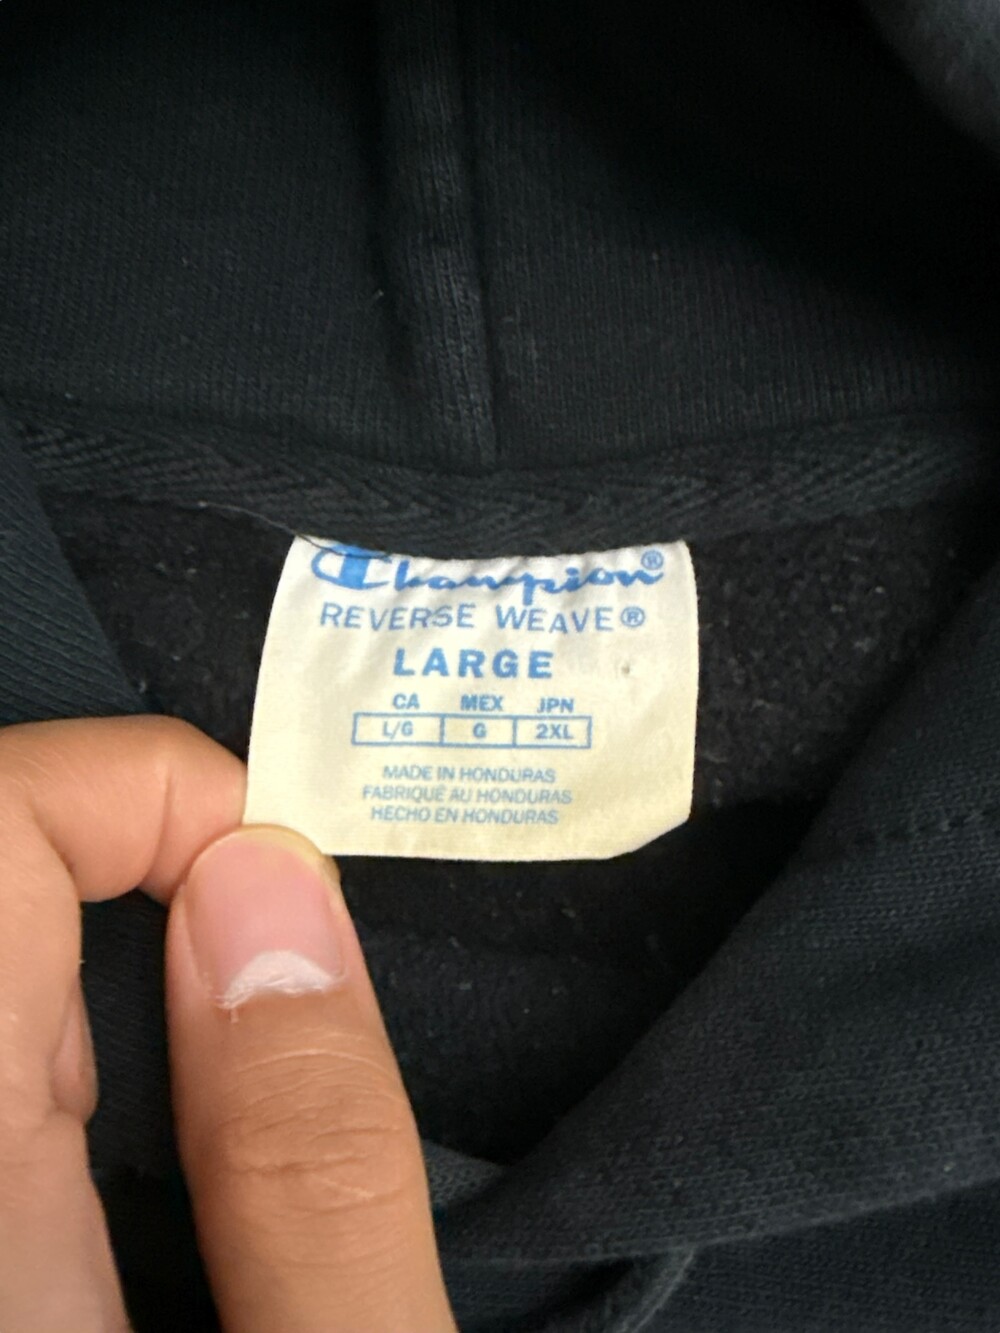 Champion®
REVERSE WEAVE®
LARGE
CA MEX JPN
L/G G 2XL
MADE IN HONDURAS
FABRIQUÉ AU HONDURAS
HECHO EN HONDURAS